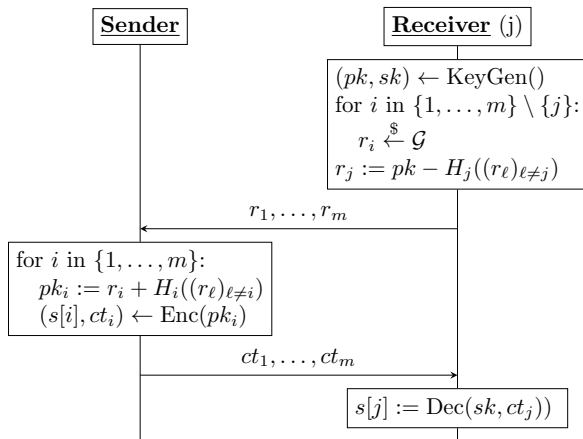 Sender
Receiver (j)
(pk, sk) ← KeyGen()
for i in {1, . . . , m} \ {j}:
r_i ←$ 𝒢
r_j := pk − H_j((r_ℓ)_{ℓ≠j})
r_1, . . . , r_m
for i in {1, . . . , m}:
pk_i := r_i + H_i((r_ℓ)_{ℓ≠i})
(s[i], ct_i) ← Enc(pk_i)
ct_1, . . . , ct_m
s[j] := Dec(sk, ct_j))